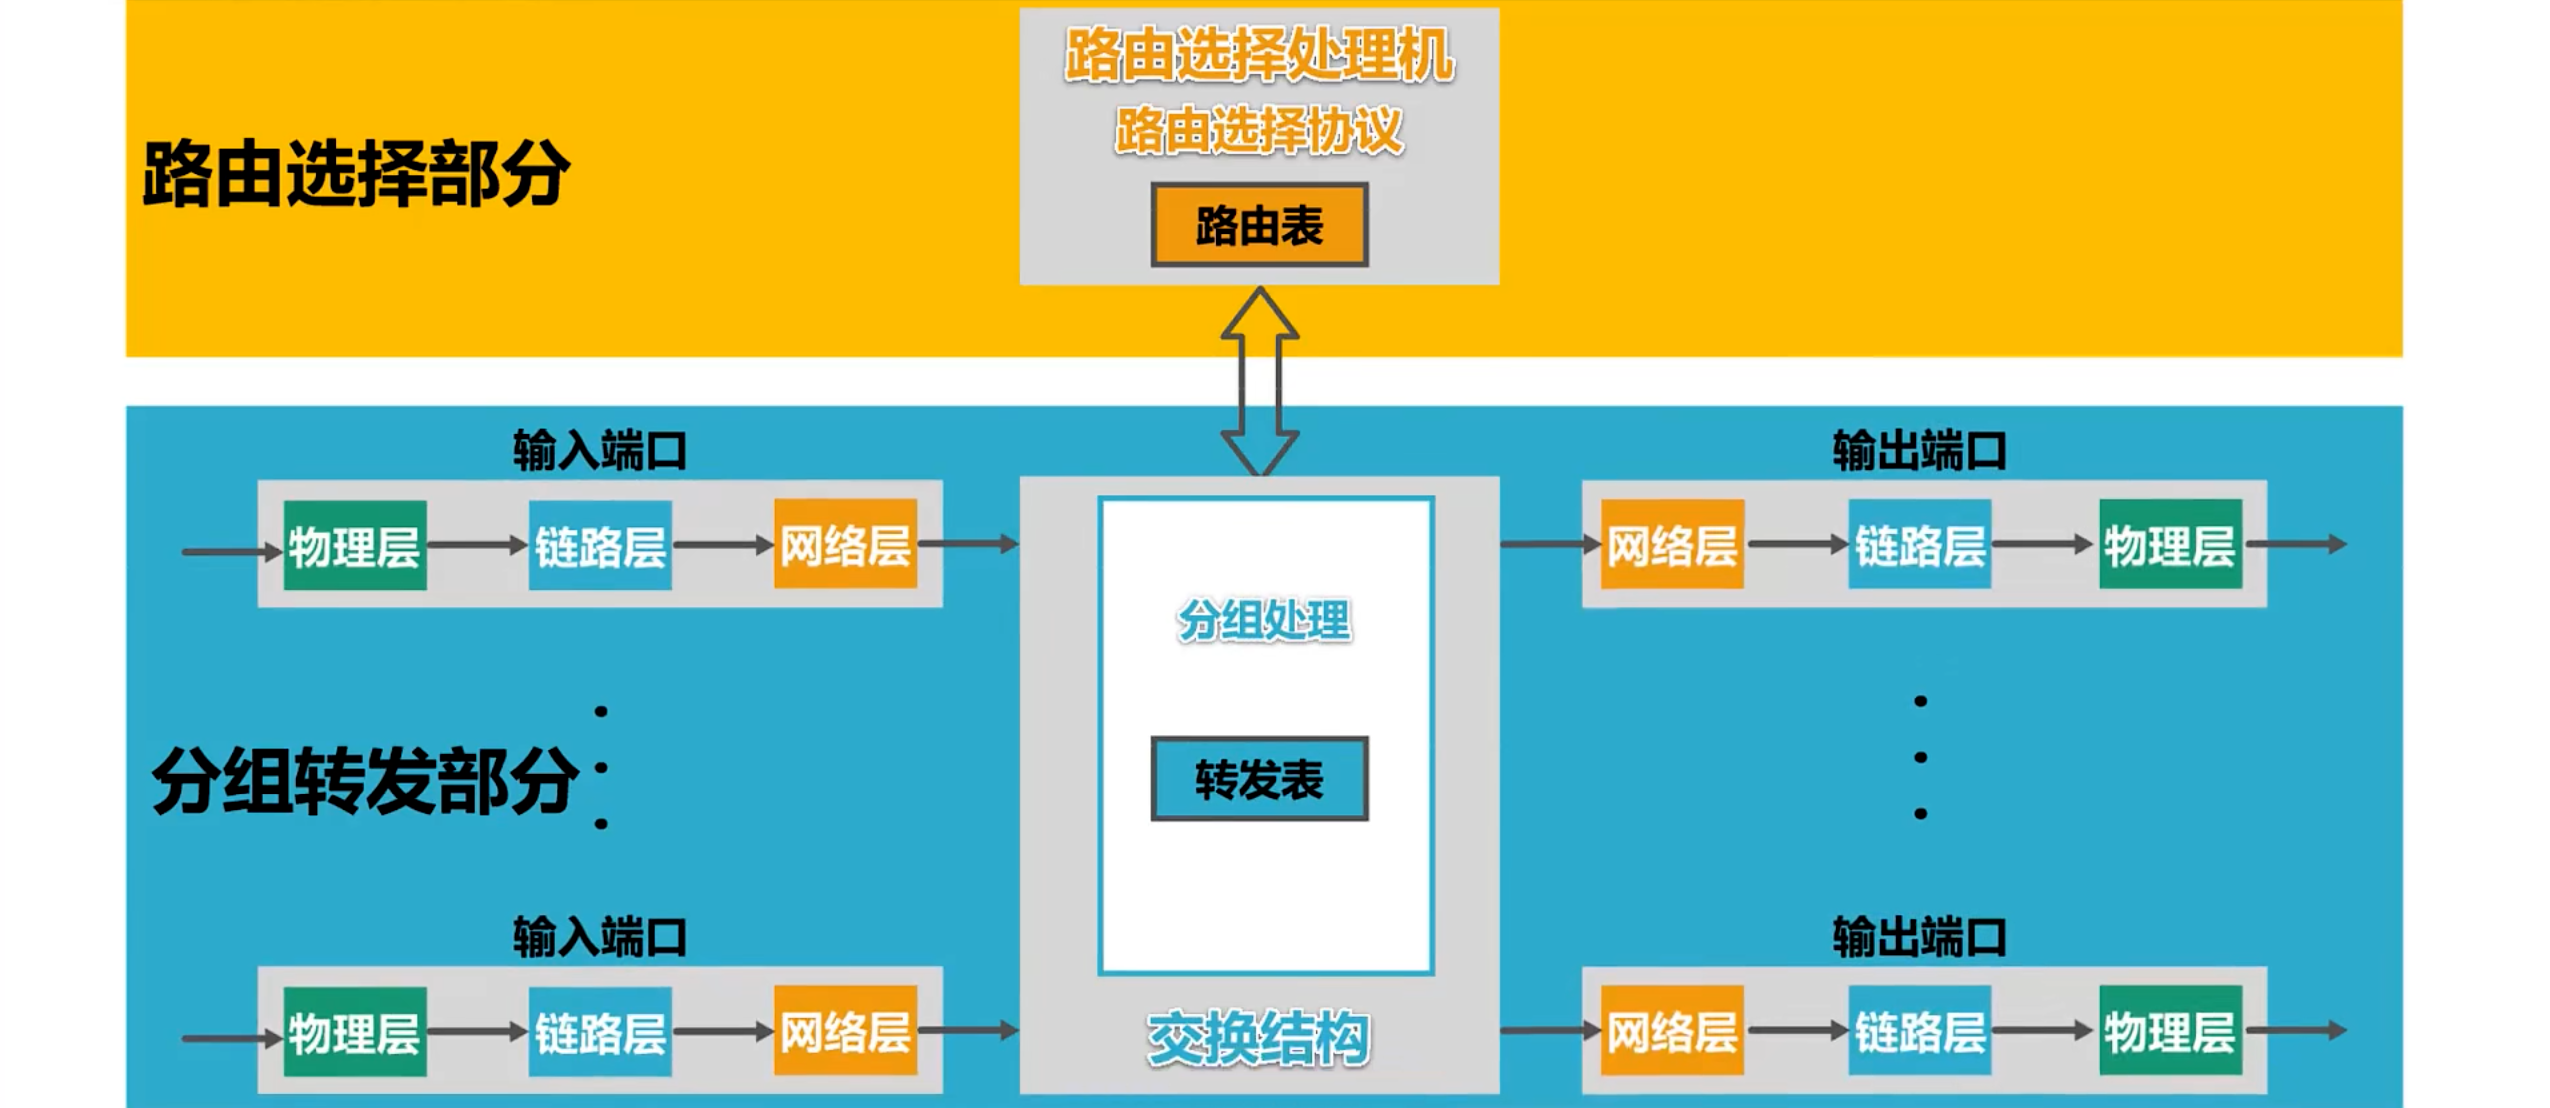 路由选择处理机
路由选择协议
路由选择部分
路由表
输入端口
输出端口
物理层
链路层
网络层
网络层
链路层
物理层
分组处理
分组转发部分
转发表
输入端口
输出端口
物理层
链路层
网络层
交换结构
网络层
链路层
物理层